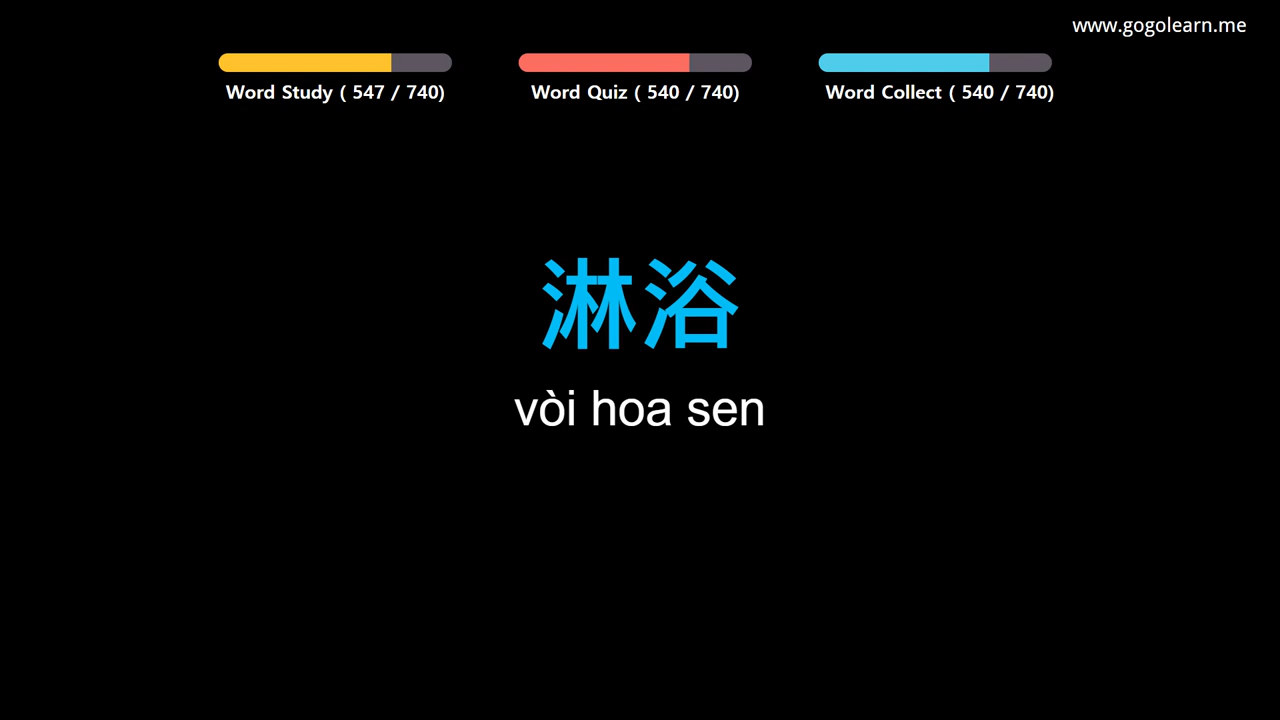 www.gogolearn.me
Word Study ( 547 / 740)
Word Quiz ( 540 / 740)
Word Collect ( 540 / 740)
淋浴
vòi hoa sen